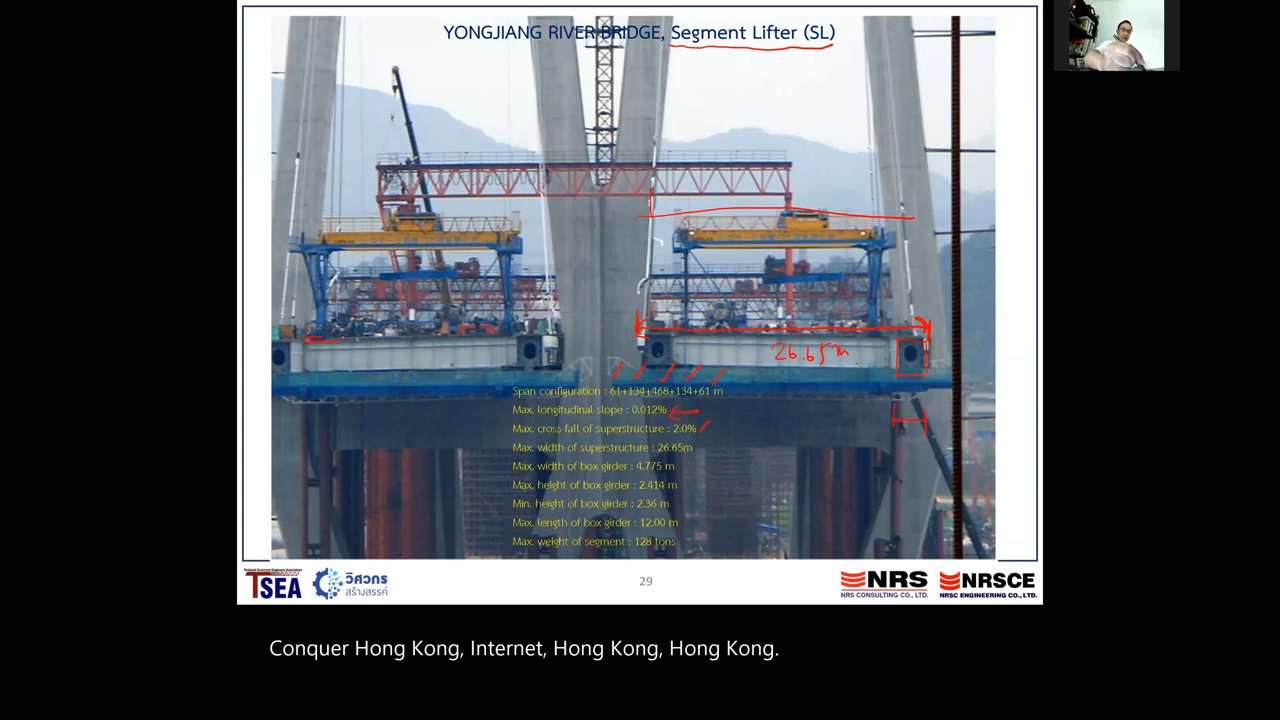 YONGJIANG RIVER BRIDGE, Segment Lifter (SL)
26.65m.
Span configuration : 61+134+468+134+61 m
Max. longitudinal slope : 0.012%
Max. cross fall of superstructure : 2.0%
Max. width of superstructure : 26.65m
Max. width of box girder : 4.775 m
Max. height of box girder : 2.414 m
Min. height of box girder : 2.36 m
Max. length of box girder : 12.00 m
Max. weight of segment : 128 tons
TSEA
วิศวกร
สร้างสรรค์
29
NRS
NRS CONSULTING CO., LTD.
NRSCE
NRSC ENGINEERING CO., LTD.
Conquer Hong Kong, Internet, Hong Kong, Hong Kong.